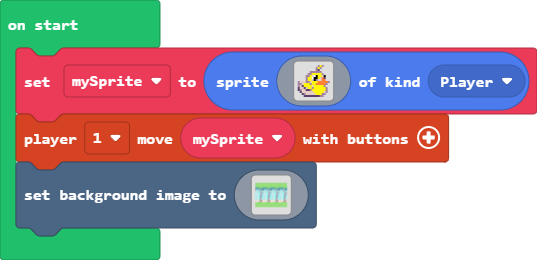 on start
set mySprite to sprite of kind Player
player 1 move mySprite with buttons
set background image to